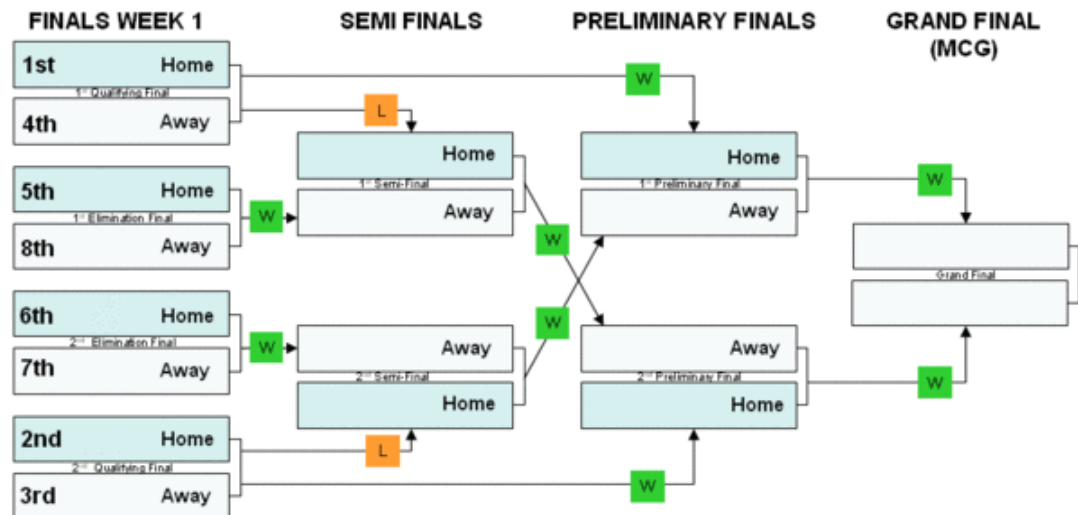 FINALS WEEK 1
SEMI FINALS
PRELIMINARY FINALS
GRAND FINAL
(MCG)
1st Home
1st Qualifying Final
4th Away
W
L
Home
1st Semi-Final
Away
Home
1st Preliminary Final
Away
5th Home
1st Elimination Final
8th Away
W
W
W
Grand Final
6th Home
2nd Elimination Final
7th Away
W
W
Away
2nd Semi-Final
Home
Away
2nd Preliminary Final
Home
W
2nd Home
2nd Qualifying Final
3rd Away
L
W